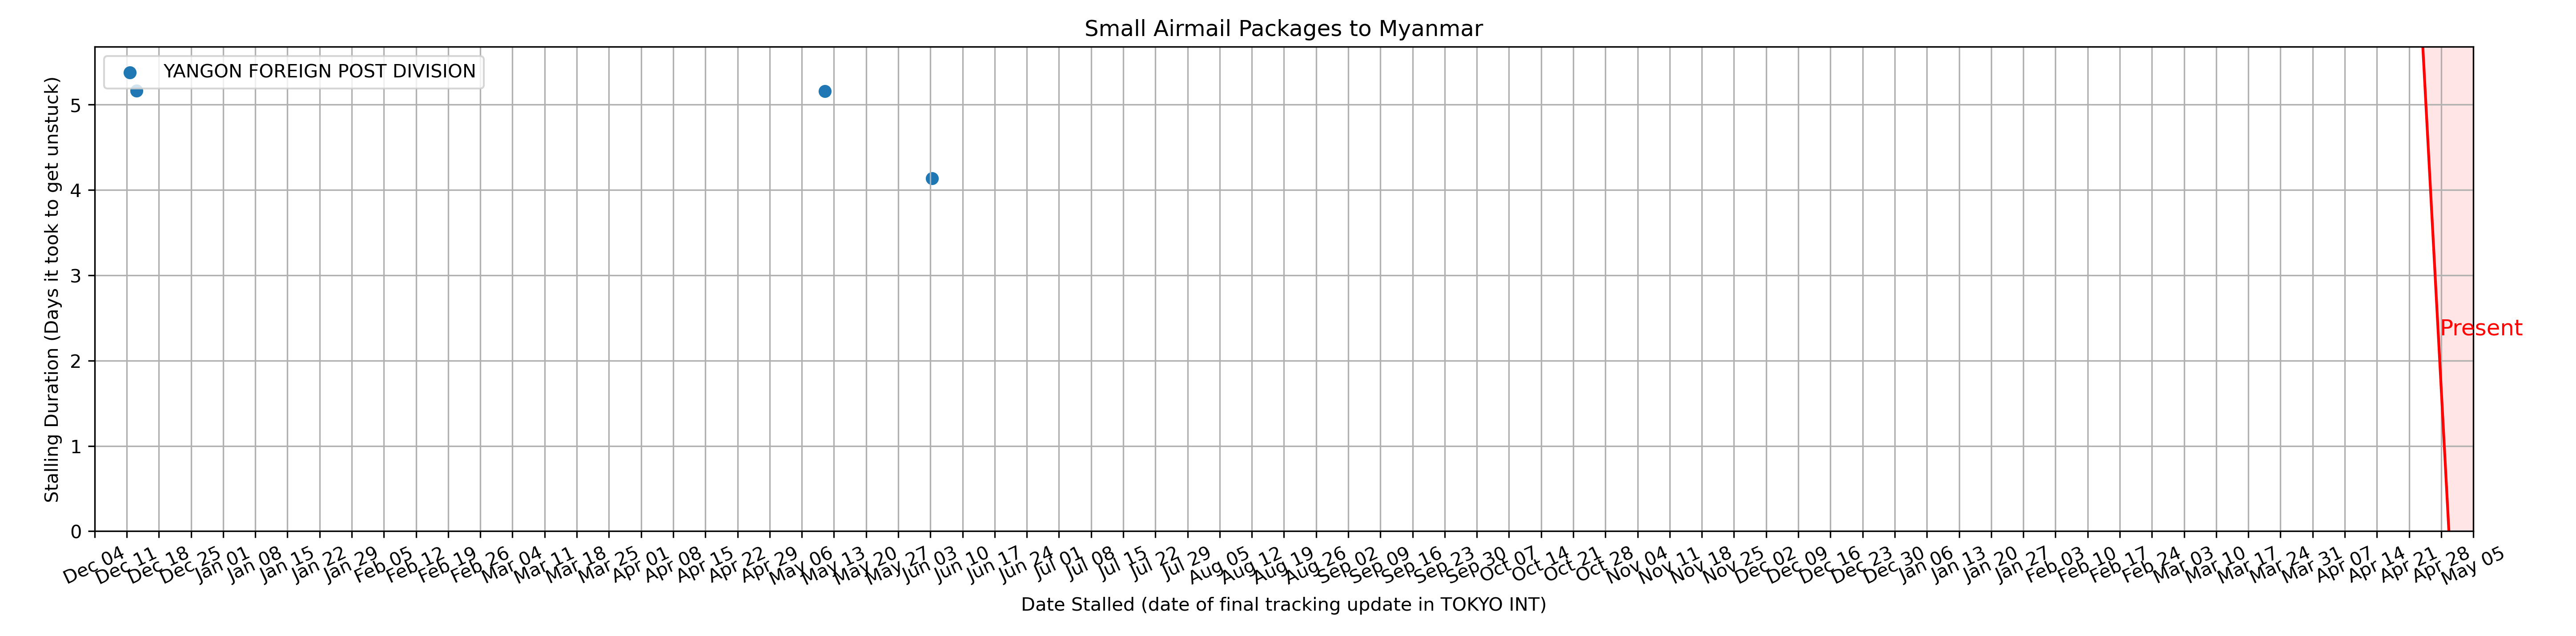 Small Airmail Packages to Myanmar
YANGON FOREIGN POST DIVISION
Stalling Duration (Days it took to get unstuck)
5
4
3
2
1
0
Present
Dec 04 Dec 11 Dec 18 Dec 25 Jan 01 Jan 08 Jan 15 Jan 22 Jan 29 Feb 05 Feb 12 Feb 19 Feb 26 Mar 04 Mar 11 Mar 18 Mar 25 Apr 01 Apr 08 Apr 15 Apr 22 Apr 29 May 06 May 13 May 20 May 27 Jun 03 Jun 10 Jun 17 Jun 24 Jul 01 Jul 08 Jul 15 Jul 22 Jul 29 Aug 05 Aug 12 Aug 19 Aug 26 Sep 02 Sep 09 Sep 16 Sep 23 Sep 30 Oct 07 Oct 14 Oct 21 Oct 28 Nov 04 Nov 11 Nov 18 Nov 25 Dec 02 Dec 09 Dec 16 Dec 23 Dec 30 Jan 06 Jan 13 Jan 20 Jan 27 Feb 03 Feb 10 Feb 17 Feb 24 Mar 03 Mar 10 Mar 17 Mar 24 Mar 31 Apr 07 Apr 14 Apr 21 Apr 28 May 05
Date Stalled (date of final tracking update in TOKYO INT)